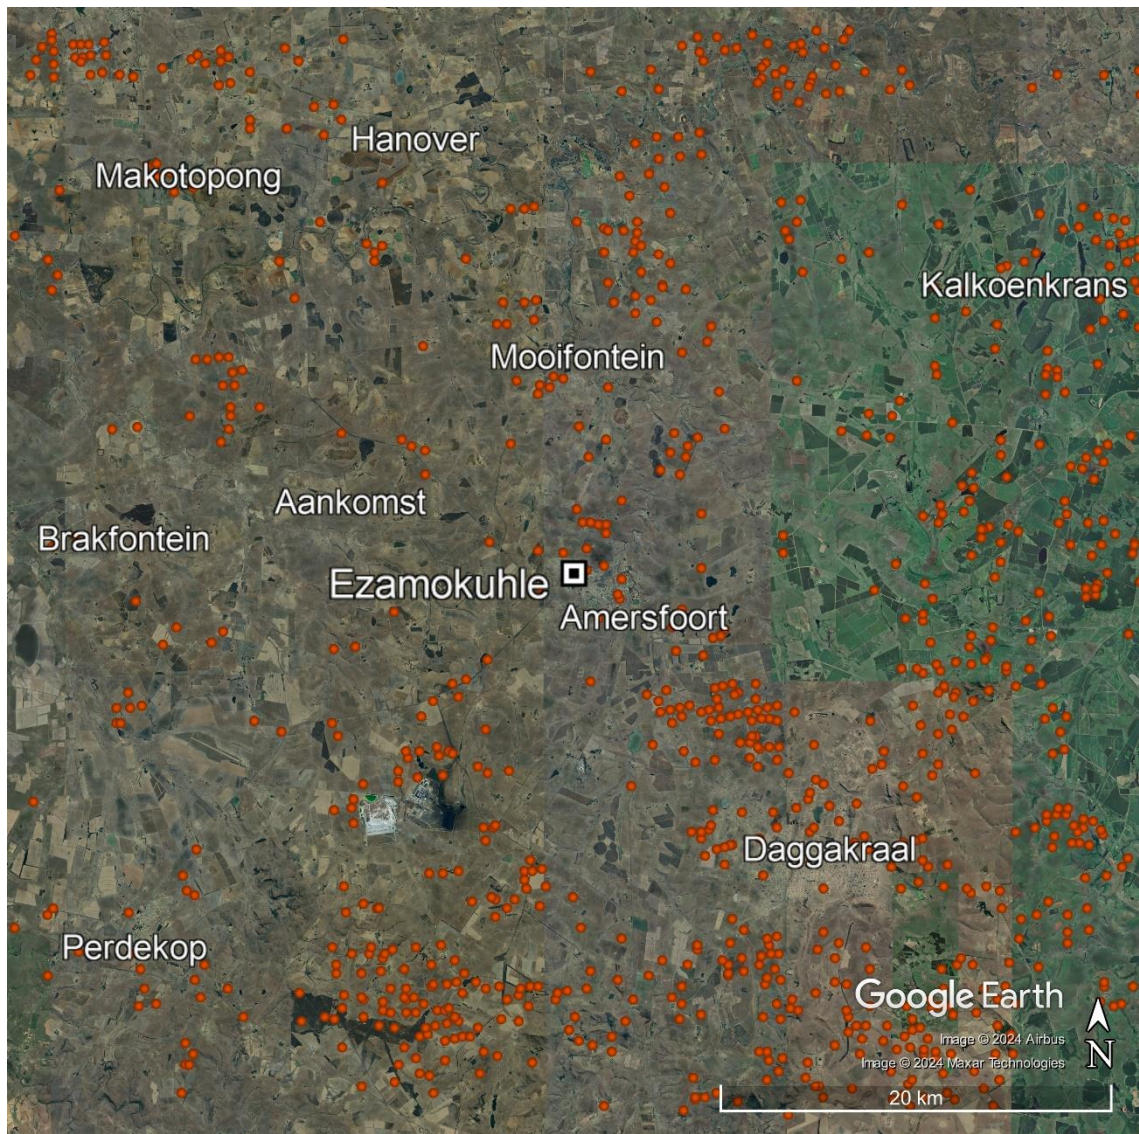 Hanover
Makotopong
Kalkoenkrans
Mooifontein
Aankomst
Brakfontein
Ezamokuhle
Amersfoort
Daggakraal
Perdekop
Google Earth
N
Image © 2024 Airbus
Image © 2024 Maxar Technologies
20 km